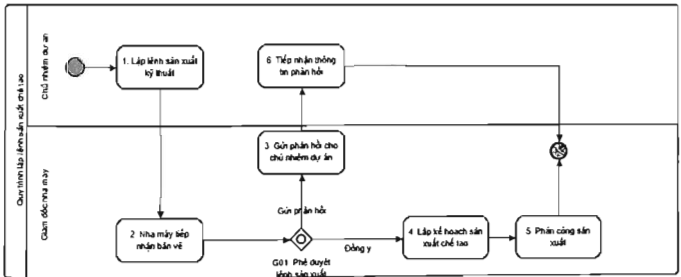 Quy trình lập lệnh sản xuất chế tạo
Chủ nhiệm dự án
1. Lập lệnh sản xuất
kỹ thuật
6 Tiếp nhận thông
tin phản hồi
Giám đốc nhà máy
3 Gửi phản hồi cho
chủ nhiệm dự án
Gửi phản hồi
2 Nhà máy tiếp
nhận bản vẽ
Đồng ý
G01 Phê duyệt
lệnh sản xuất
4 Lập kế hoạch sản
xuất chế tạo
5 Phân công sản
xuất